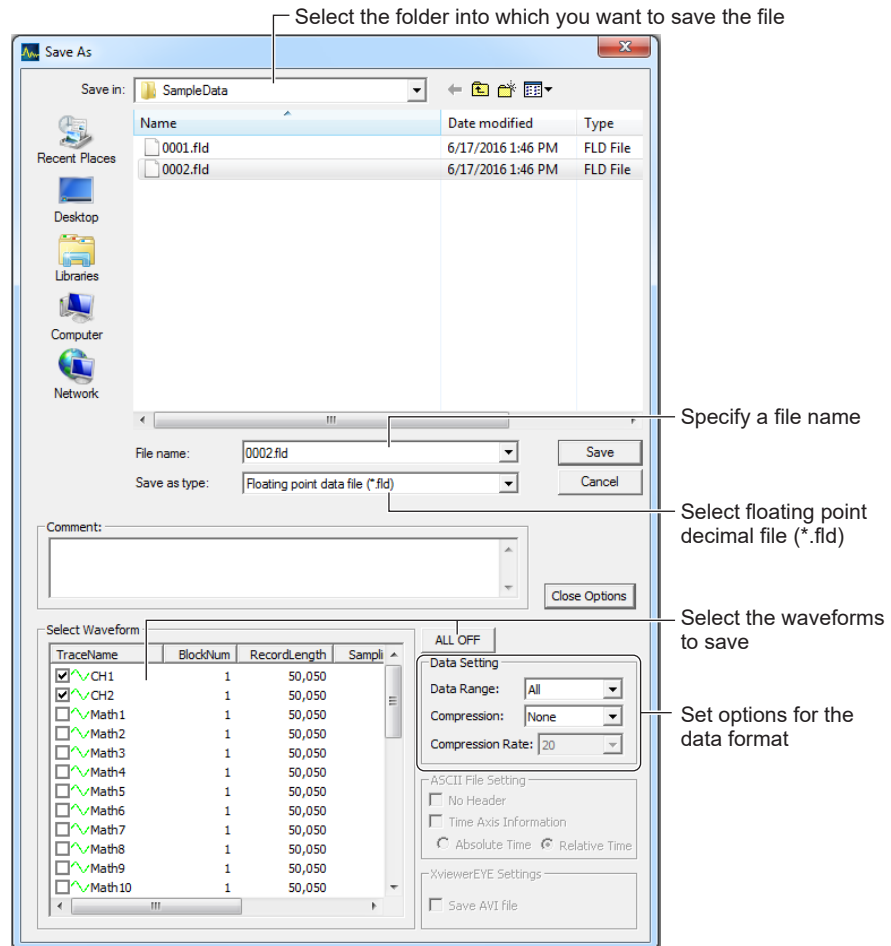 Select the folder into which you want to save the file
Save As
Save in:
SampleData
Name
Date modified
Type
Recent Places
0001.fld
6/17/2016 1:46 PM
FLD File
0002.fld
6/17/2016 1:46 PM
FLD File
Desktop
Libraries
Computer
Network
Specify a file name
File name:
0002.fld
Save
Save as type:
Floating point data file (*.fld)
Cancel
Select floating point
decimal file (*.fld)
Comment:
Close Options
Select the waveforms
to save
Select Waveform
ALL OFF
TraceName BlockNum RecordLength Sampli
CH1 1 50,050
CH2 1 50,050
Math1 1 50,050
Math2 1 50,050
Math3 1 50,050
Math4 1 50,050
Math5 1 50,050
Math6 1 50,050
Math7 1 50,050
Math8 1 50,050
Math9 1 50,050
Math10 1 50,050
Data Setting
Data Range: All
Compression: None
Compression Rate: 20
Set options for the
data format
ASCII File Setting
No Header
Time Axis Information
Absolute Time Relative Time
XviewerEYE Settings
Save AVI file